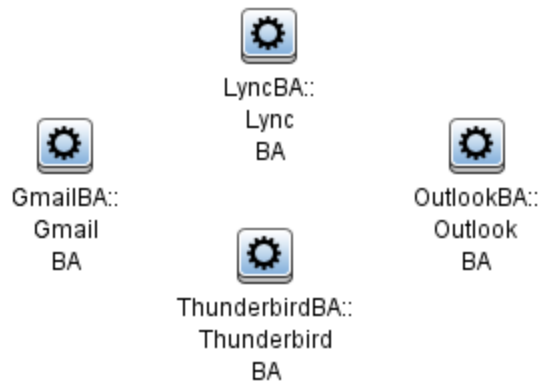 LyncBA::
Lync
BA
GmailBA::
Gmail
BA
OutlookBA::
Outlook
BA
ThunderbirdBA::
Thunderbird
BA